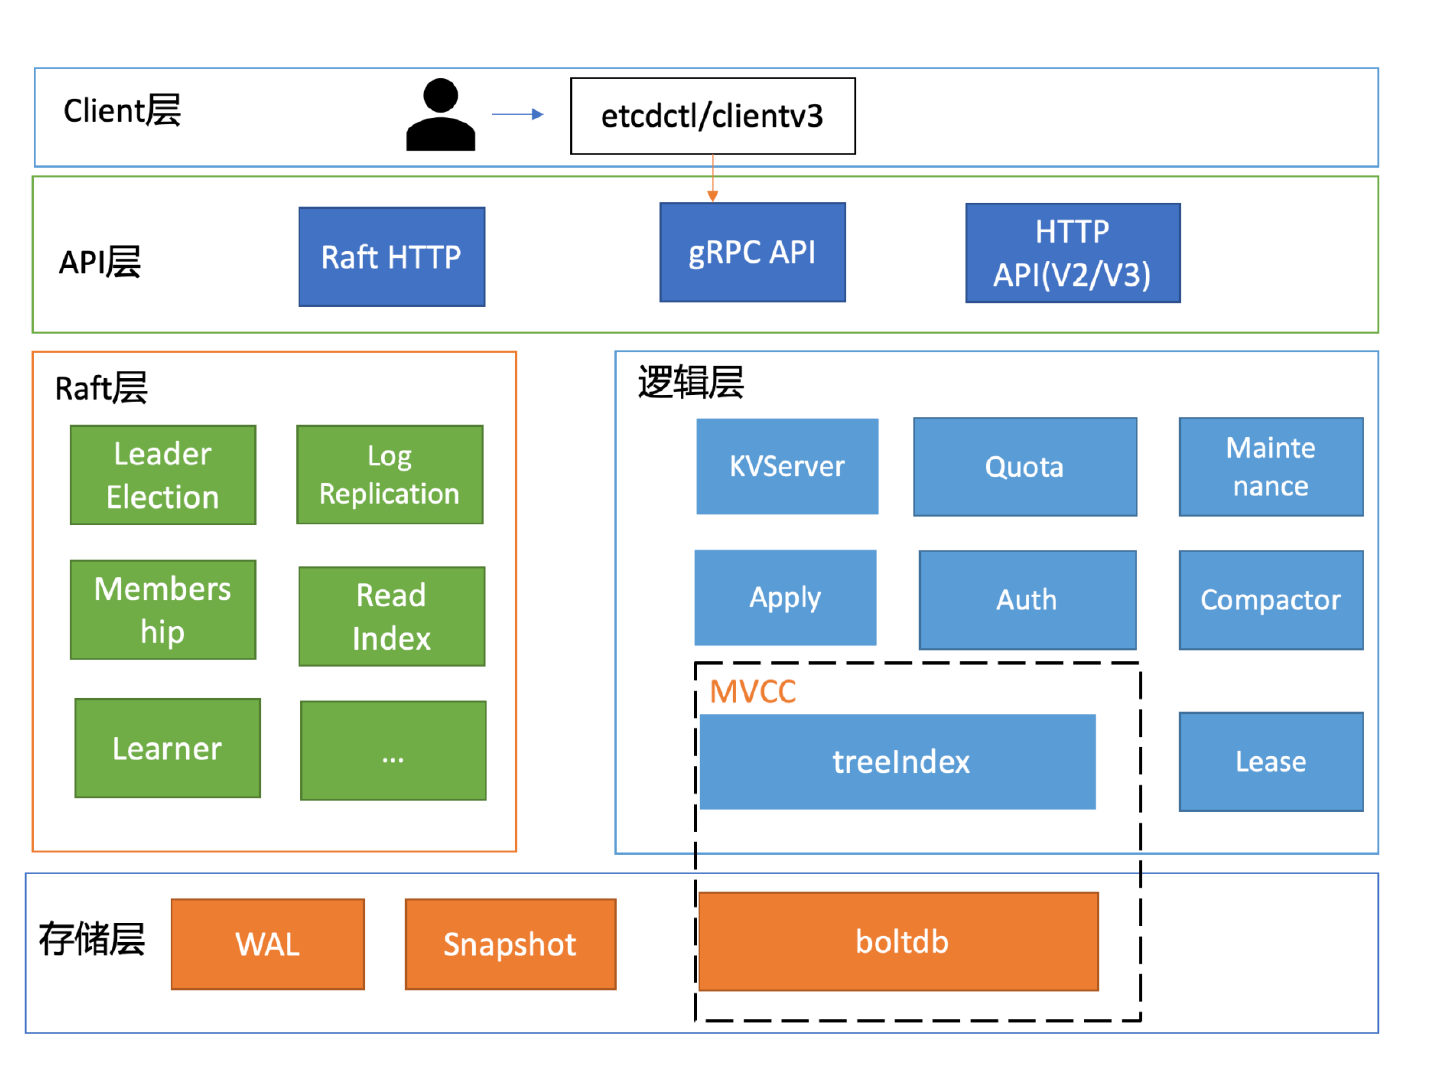 Client层
etcdctl/clientv3
API层
Raft HTTP
gRPC API
HTTP
API(V2/V3)
Raft层
Leader
Election
Log
Replication
Members
hip
Read
Index
Learner
...
逻辑层
KVServer
Quota
Mainte
nance
Apply
Auth
Compactor
MVCC
treeIndex
Lease
存储层
WAL
Snapshot
boltdb